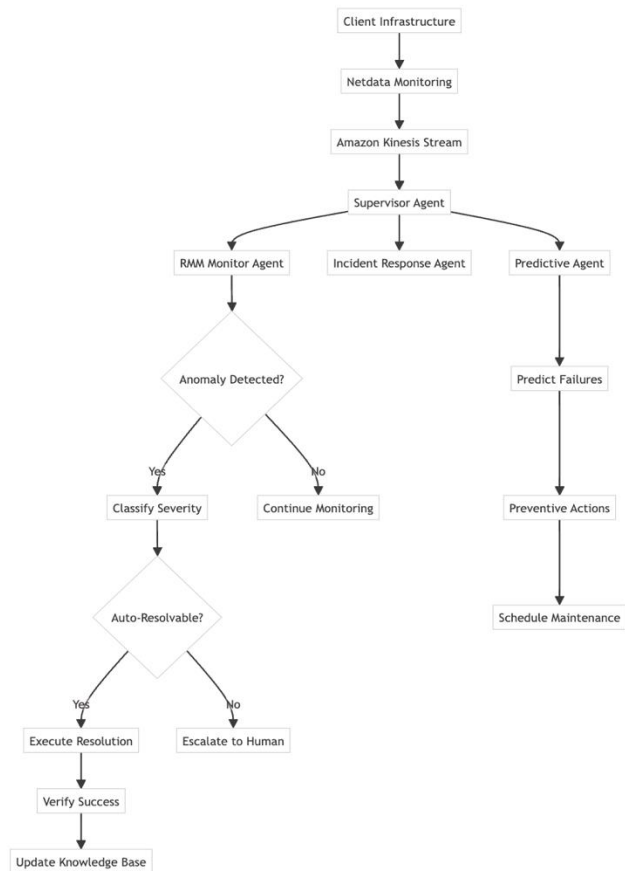 Client Infrastructure
Netdata Monitoring
Amazon Kinesis Stream
Supervisor Agent
RMM Monitor Agent
Incident Response Agent
Predictive Agent
Anomaly Detected?
Predict Failures
Yes
No
Classify Severity
Continue Monitoring
Preventive Actions
Auto-Resolvable?
Schedule Maintenance
Yes
No
Execute Resolution
Escalate to Human
Verify Success
Update Knowledge Base